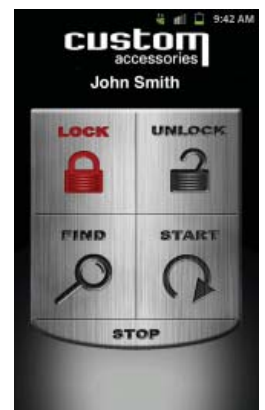 9:42 AM
custom
accessories
John Smith
LOCK UNLOCK
FIND START
STOP